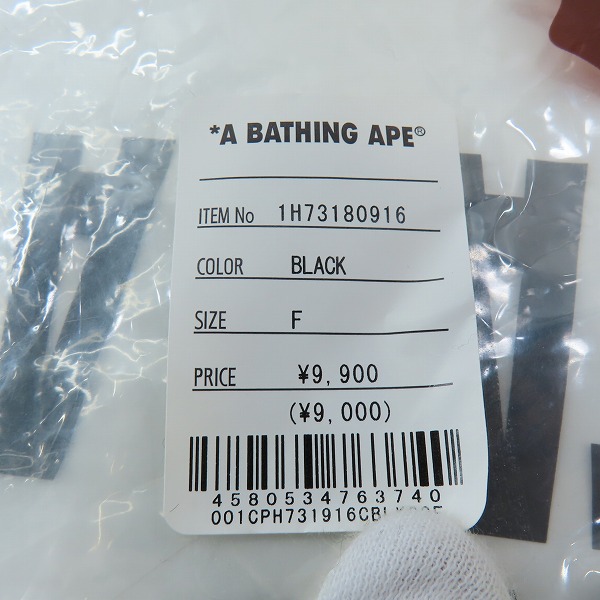 *A BATHING APE®
ITEM No 1H73180916
COLOR BLACK
SIZE F
PRICE ¥9,900
(¥9,000)
4580534763740